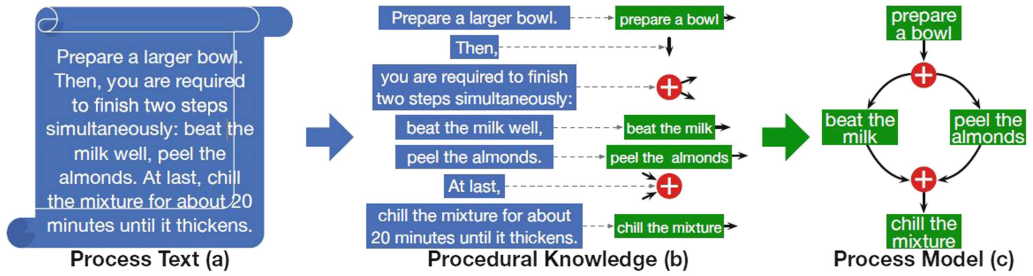 Prepare a larger bowl.
Then, you are required
to finish two steps
simultaneously: beat the
milk well, peel the
almonds. At last, chill
the mixture for about 20
minutes until it thickens.
Process Text (a)
Prepare a larger bowl.
prepare a bowl
Then,
you are required to finish
two steps simultaneously:
beat the milk well,
beat the milk
peel the almonds.
peel the almonds
At last,
chill the mixture for about
20 minutes until it thickens.
chill the mixture
Procedural Knowledge (b)
prepare
a bowl
beat the
milk
peel the
almonds
chill the
mixture
Process Model (c)